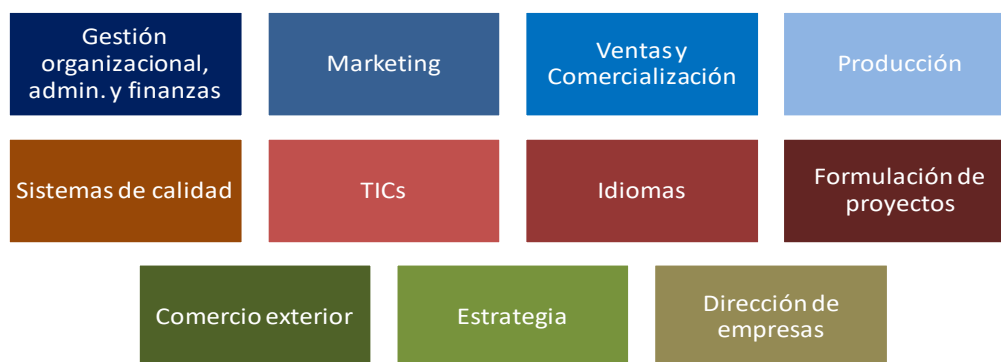 Gestión
organizacional,
admin. y finanzas
Marketing
Ventas y
Comercialización
Producción
Sistemas de calidad
TICs
Idiomas
Formulación de
proyectos
Comercio exterior
Estrategia
Dirección de
empresas